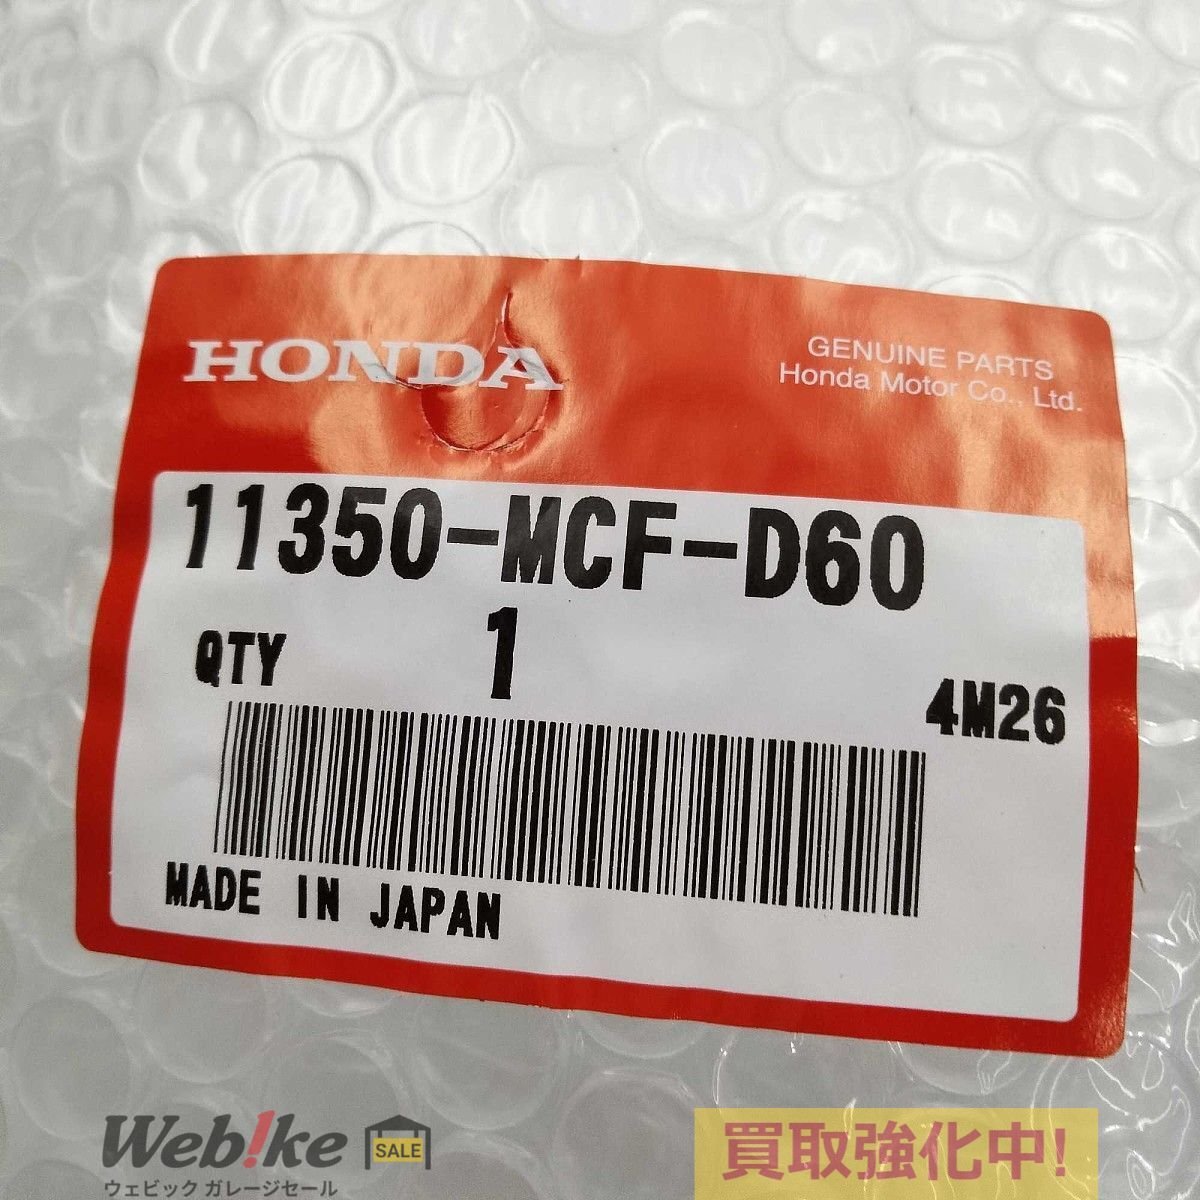 HONDA
GENUINE PARTS
Honda Motor Co., Ltd.
11350-MCF-D60
QTY 1
4M26
MADE IN JAPAN
Web!ke SALE
ウェビック ガレージセール
買取強化中!